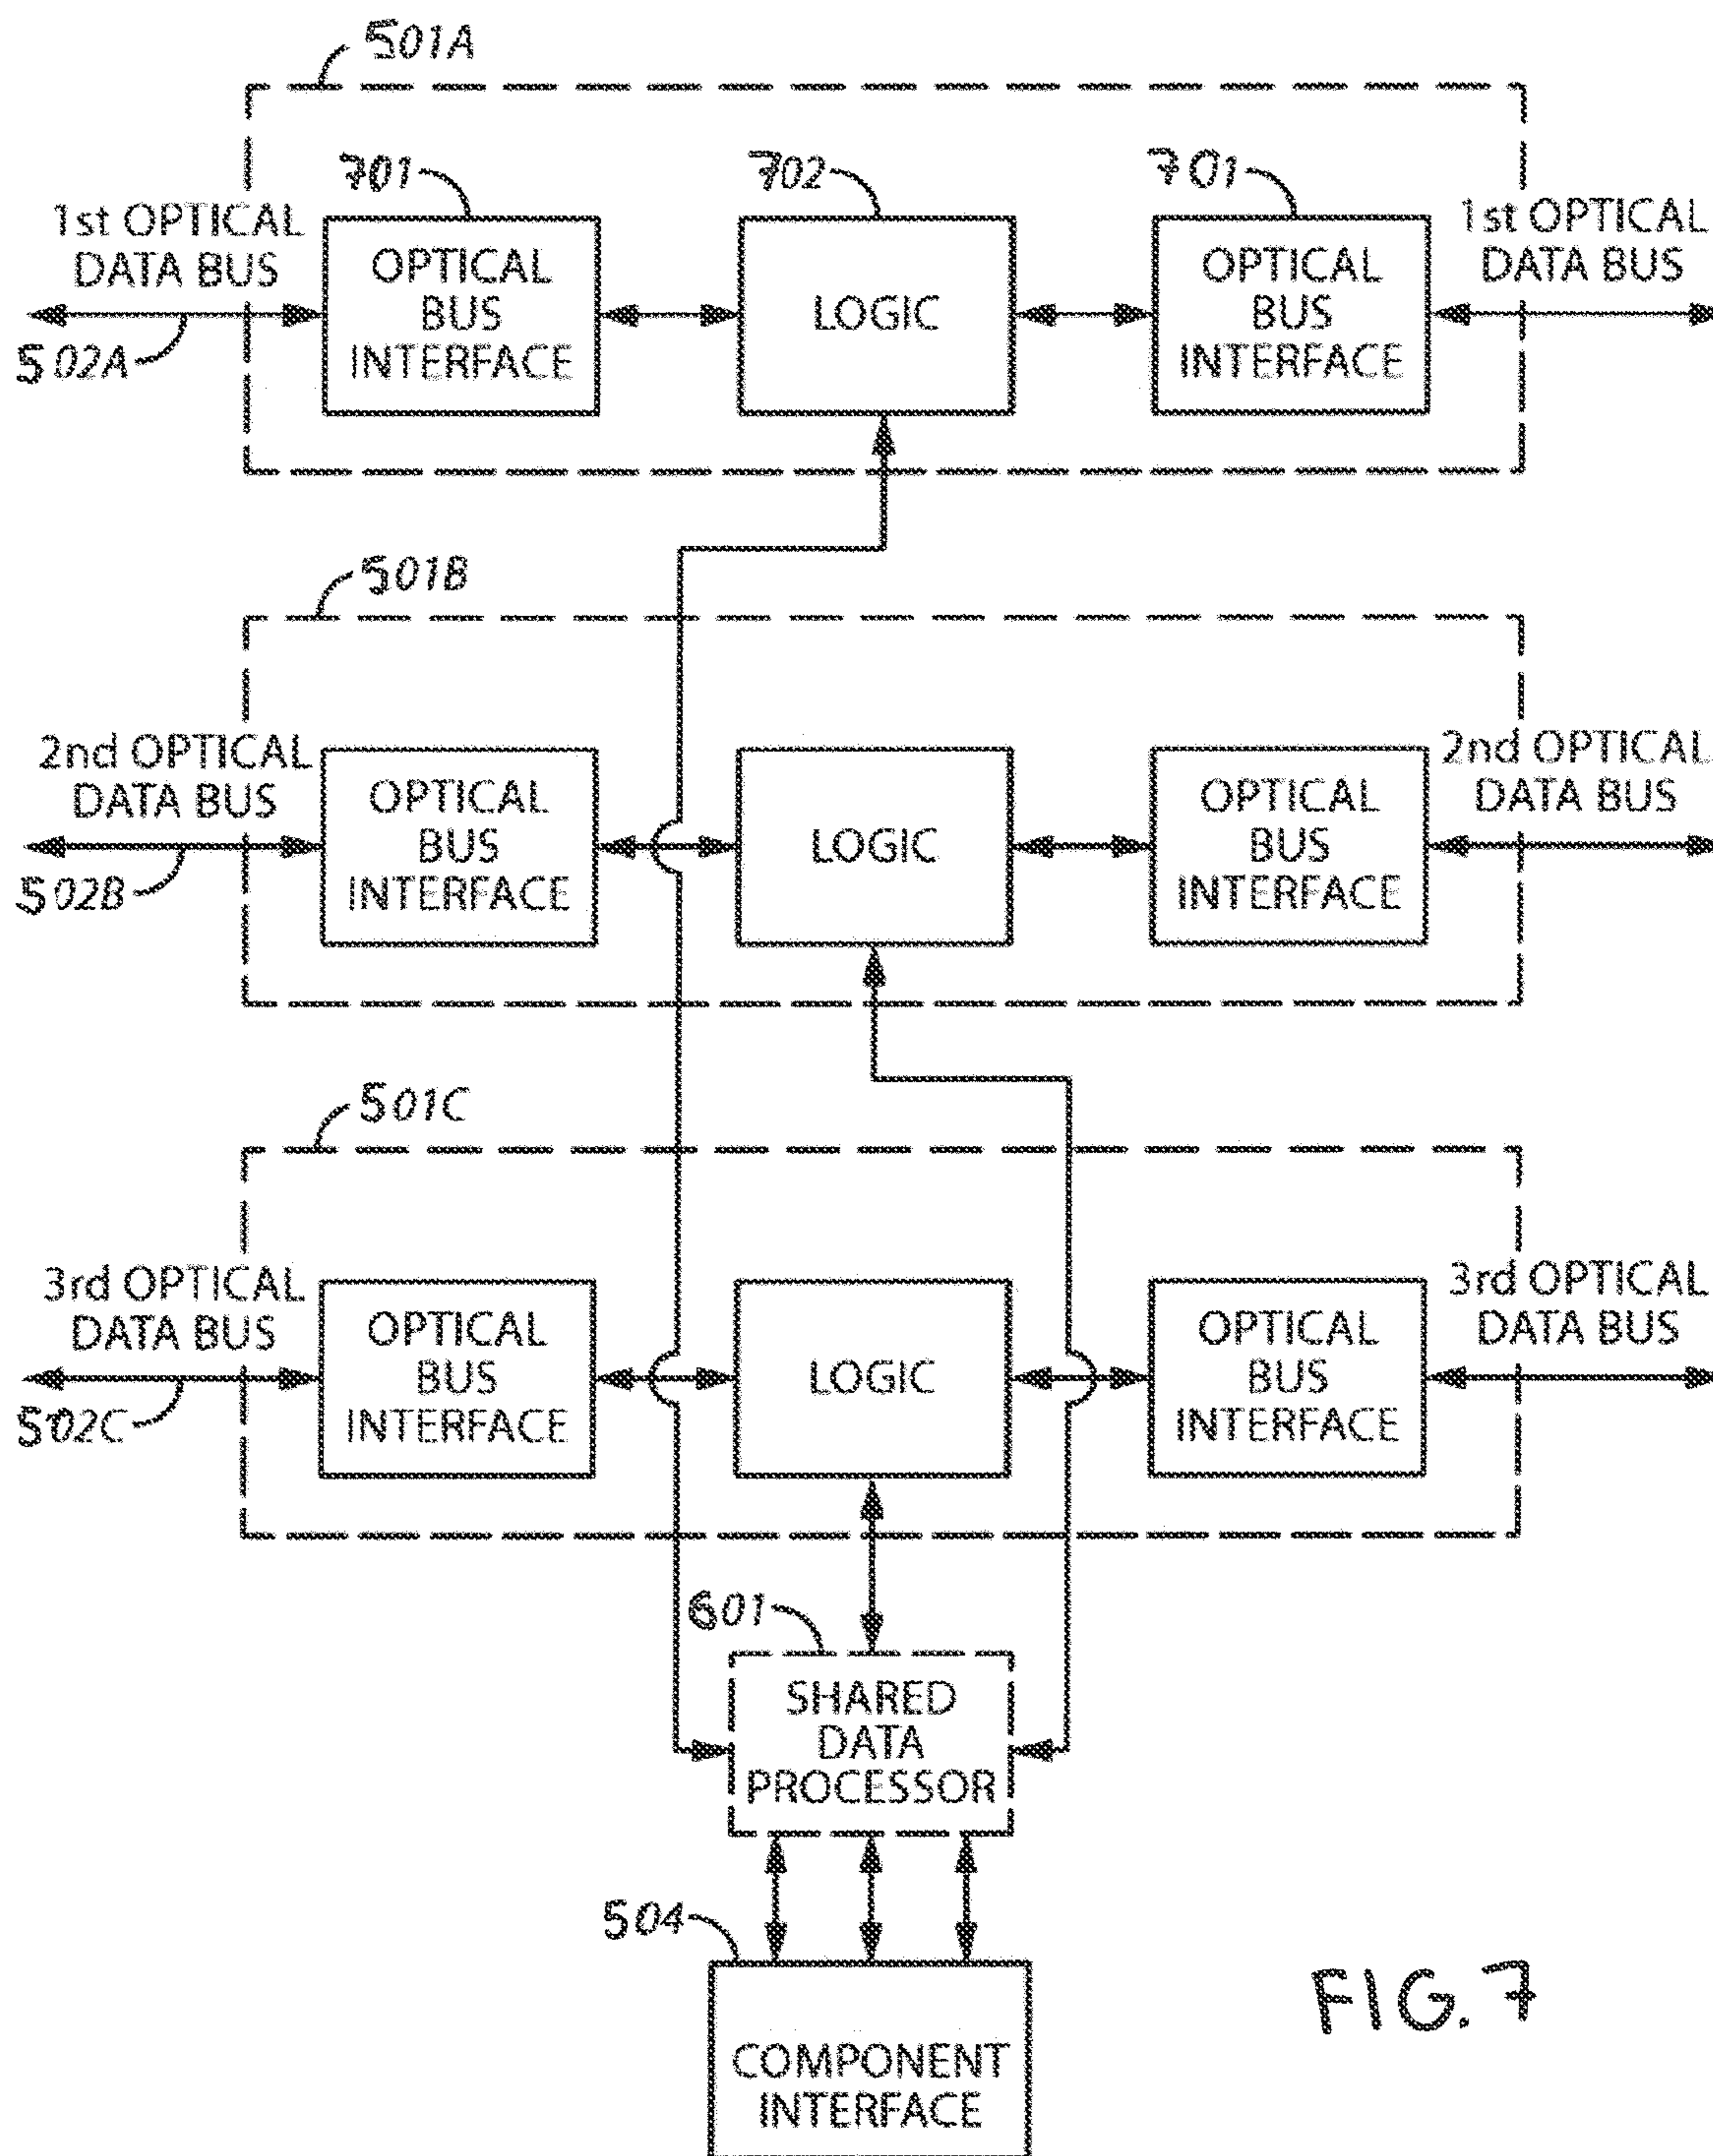 501A
701
702
701
1st OPTICAL
DATA BUS
OPTICAL
BUS
INTERFACE
LOGIC
OPTICAL
BUS
INTERFACE
1st OPTICAL
DATA BUS
502A
501B
2nd OPTICAL
DATA BUS
OPTICAL
BUS
INTERFACE
LOGIC
OPTICAL
BUS
INTERFACE
2nd OPTICAL
DATA BUS
502B
501C
3rd OPTICAL
DATA BUS
OPTICAL
BUS
INTERFACE
LOGIC
OPTICAL
BUS
INTERFACE
3rd OPTICAL
DATA BUS
502C
601
SHARED
DATA
PROCESSOR
504
COMPONENT
INTERFACE
FIG. 7